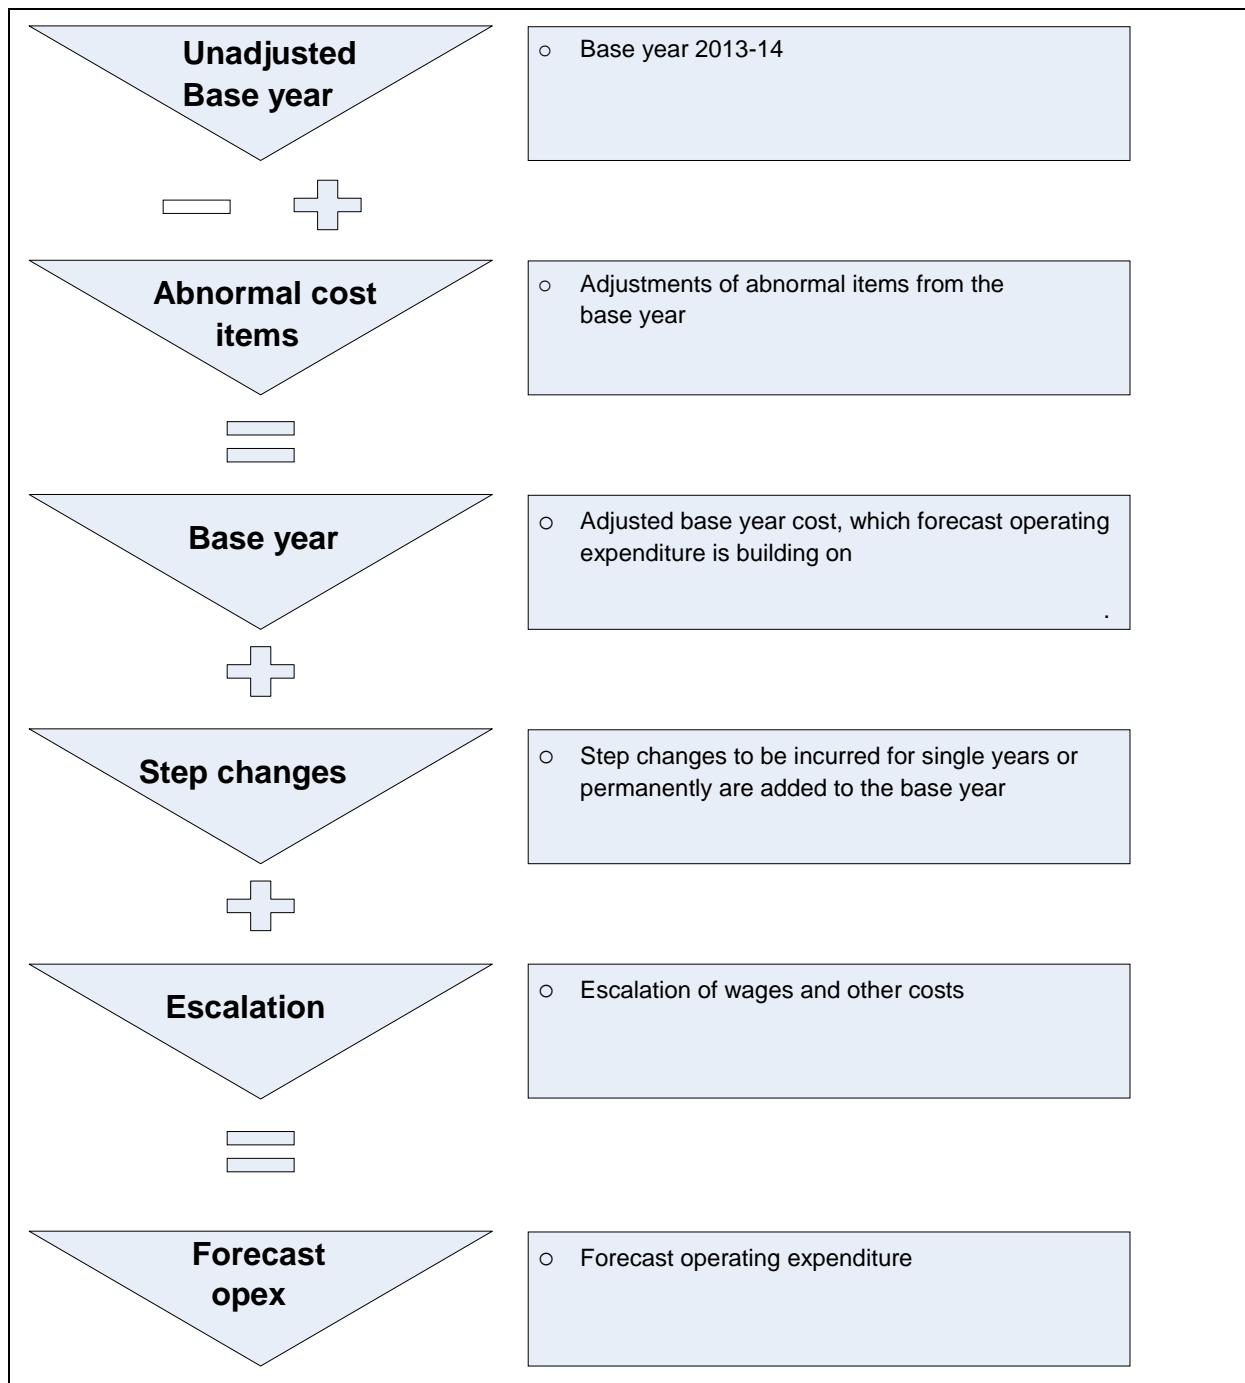 Unadjusted
Base year
○ Base year 2013-14
Abnormal cost
items
○ Adjustments of abnormal items from the
base year
Base year
○ Adjusted base year cost, which forecast operating
expenditure is building on
.
Step changes
○ Step changes to be incurred for single years or
permanently are added to the base year
Escalation
○ Escalation of wages and other costs
Forecast
opex
○ Forecast operating expenditure